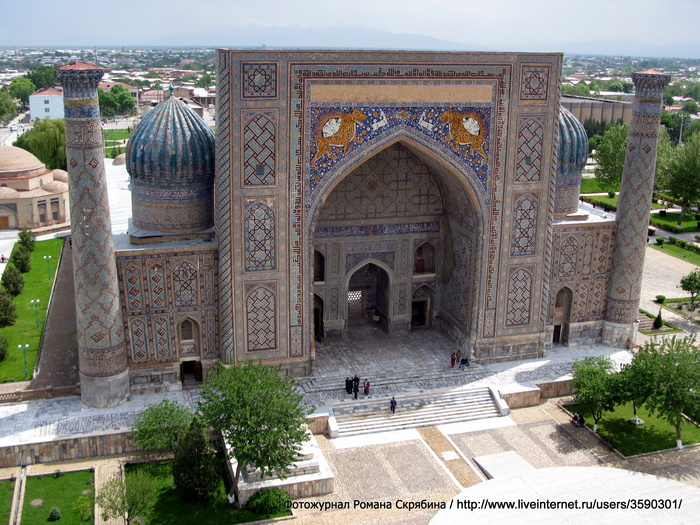 Фотожурнал Романа Скрябина / http://www.liveinternet.ru/users/3590301/